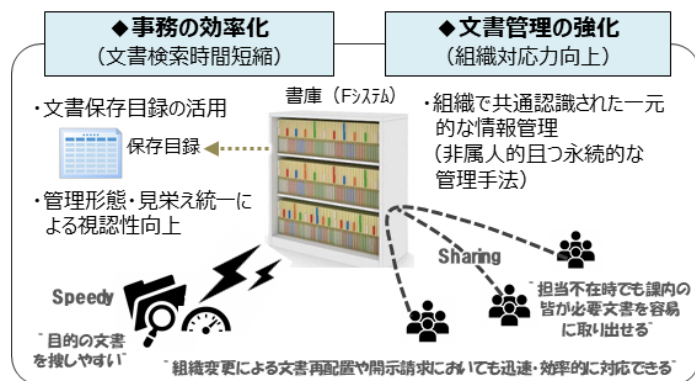 ◆事務の効率化
（文書検索時間短縮）
◆文書管理の強化
（組織対応力向上）
書庫（Fｼｽﾃﾑ）
・文書保存目録の活用
保存目録
・管理形態・見栄え統一に
よる視認性向上
・組織で共通認識された一元
的な情報管理
（非属人的且つ永続的な
管理手法）
Speedy
"目的の文書
を捜しやすい"
Sharing
"担当不在時でも課内の
皆が必要文書を容易
に取り出せる"
"組織変更による文書再配置や開示請求においても迅速・効率的に対応できる"